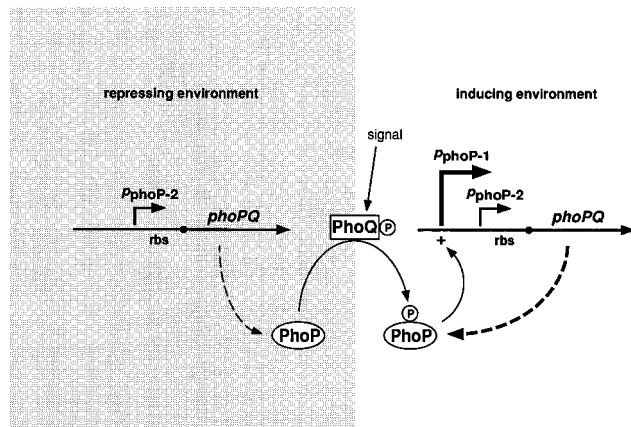 repressing environment
inducing environment
signal
PphoP-1
PphoP-2
phoPQ
PhoQ
P
PphoP-2
phoPQ
rbs
+
rbs
P
PhoP
PhoP